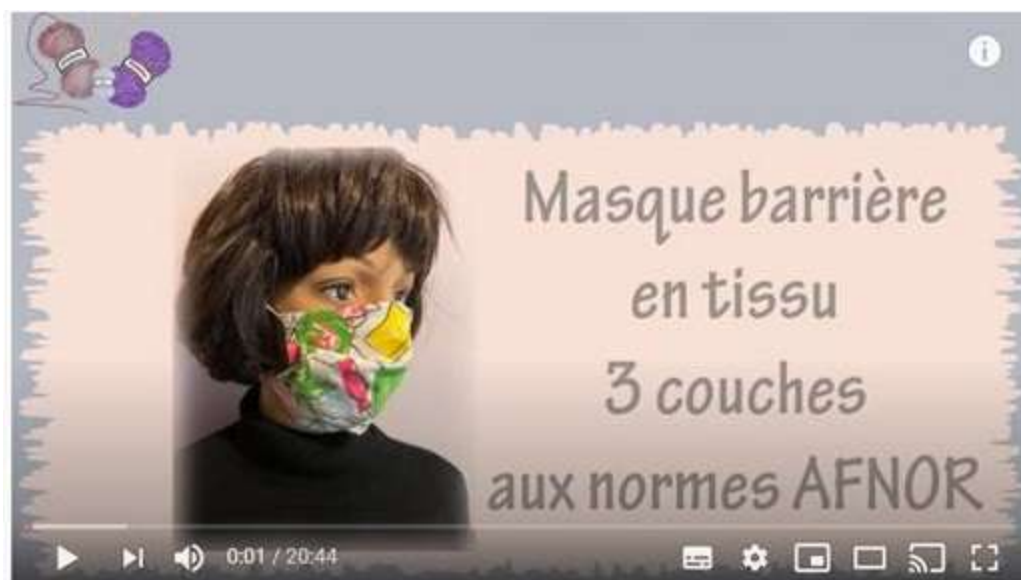 Masque barrière
en tissu
3 couches
aux normes AFNOR
0:01 / 20:44